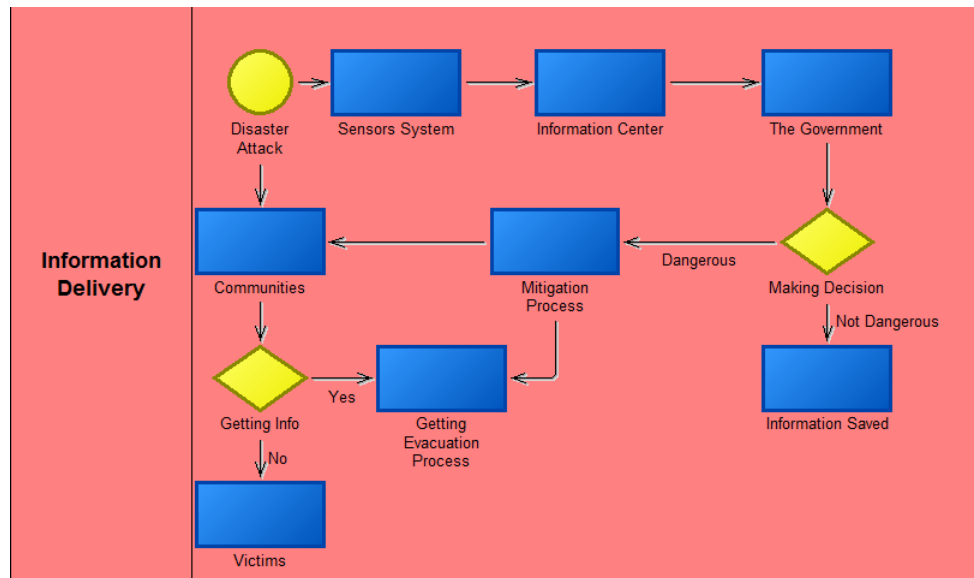 Information
Delivery
Disaster
Attack
Sensors System
Information Center
The Government
Communities
Mitigation
Process
Dangerous
Making Decision
Not Dangerous
Getting Info
Yes
Getting
Evacuation
Process
Information Saved
No
Victims